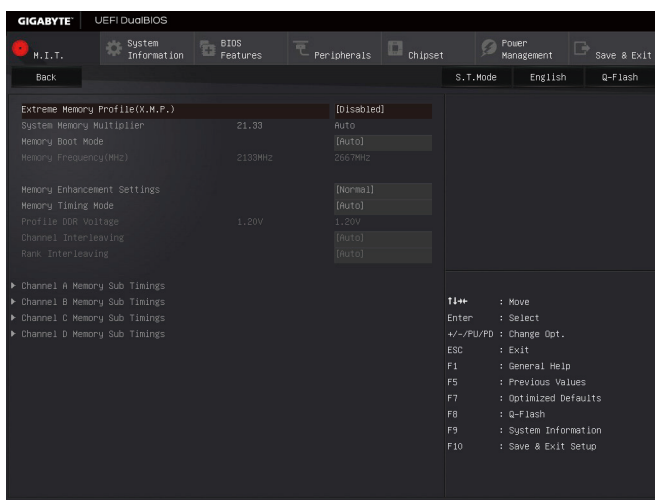 GIGABYTE™ UEFI DualBIOS
M.I.T. System Information BIOS Features Peripherals Chipset Power Management Save & Exit
Back S.T.Mode English Q-Flash
Extreme Memory Profile(X.M.P.) [Disabled]
System Memory Multiplier 21.33 Auto
Memory Boot Mode [Auto]
Memory Frequency(MHz) 2133MHz 2667MHz
Memory Enhancement Settings [Normal]
Memory Timing Mode [Auto]
Profile DDR Voltage 1.20V 1.20V
Channel Interleaving [Auto]
Rank Interleaving [Auto]
Channel A Memory Sub Timings
Channel B Memory Sub Timings
Channel C Memory Sub Timings
Channel D Memory Sub Timings
↑↓→← : Move
Enter : Select
+/-/PU/PD : Change Opt.
ESC : Exit
F1 : General Help
F5 : Previous Values
F7 : Optimized Defaults
F8 : Q-Flash
F9 : System Information
F10 : Save & Exit Setup